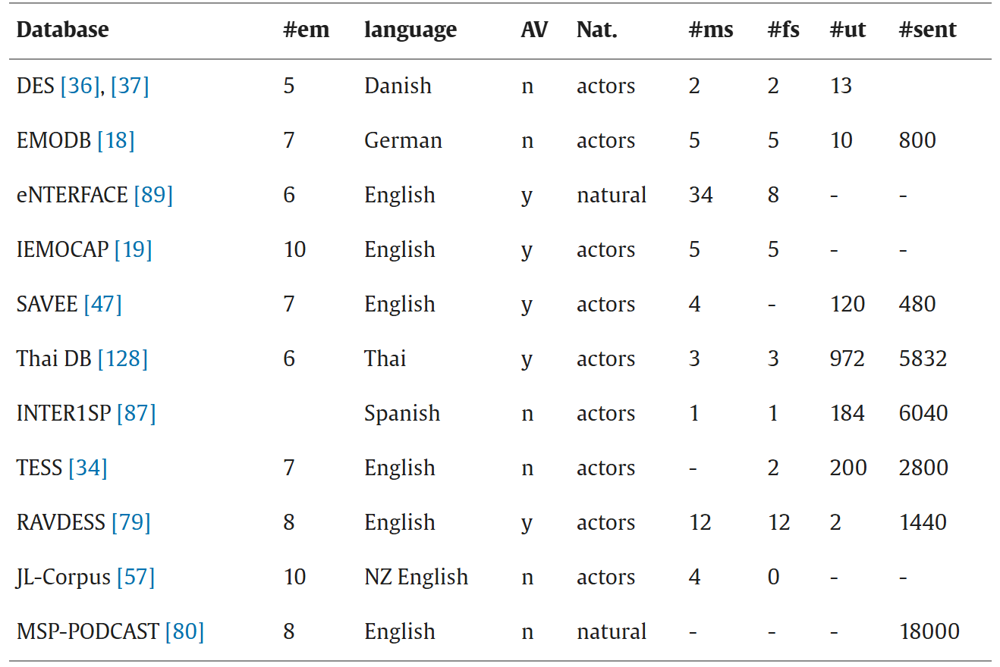 Database #em language AV Nat. #ms #fs #ut #sent
DES [36], [37] 5 Danish n actors 2 2 13
EMODB [18] 7 German n actors 5 5 10 800
eNTERFACE [89] 6 English y natural 34 8 - -
IEMOCAP [19] 10 English y actors 5 5 - -
SAVEE [47] 7 English y actors 4 - 120 480
Thai DB [128] 6 Thai y actors 3 3 972 5832
INTER1SP [87] Spanish n actors 1 1 184 6040
TESS [34] 7 English n actors - 2 200 2800
RAVDESS [79] 8 English y actors 12 12 2 1440
JL-Corpus [57] 10 NZ English n actors 4 0 - -
MSP-PODCAST [80] 8 English n natural - - - 18000